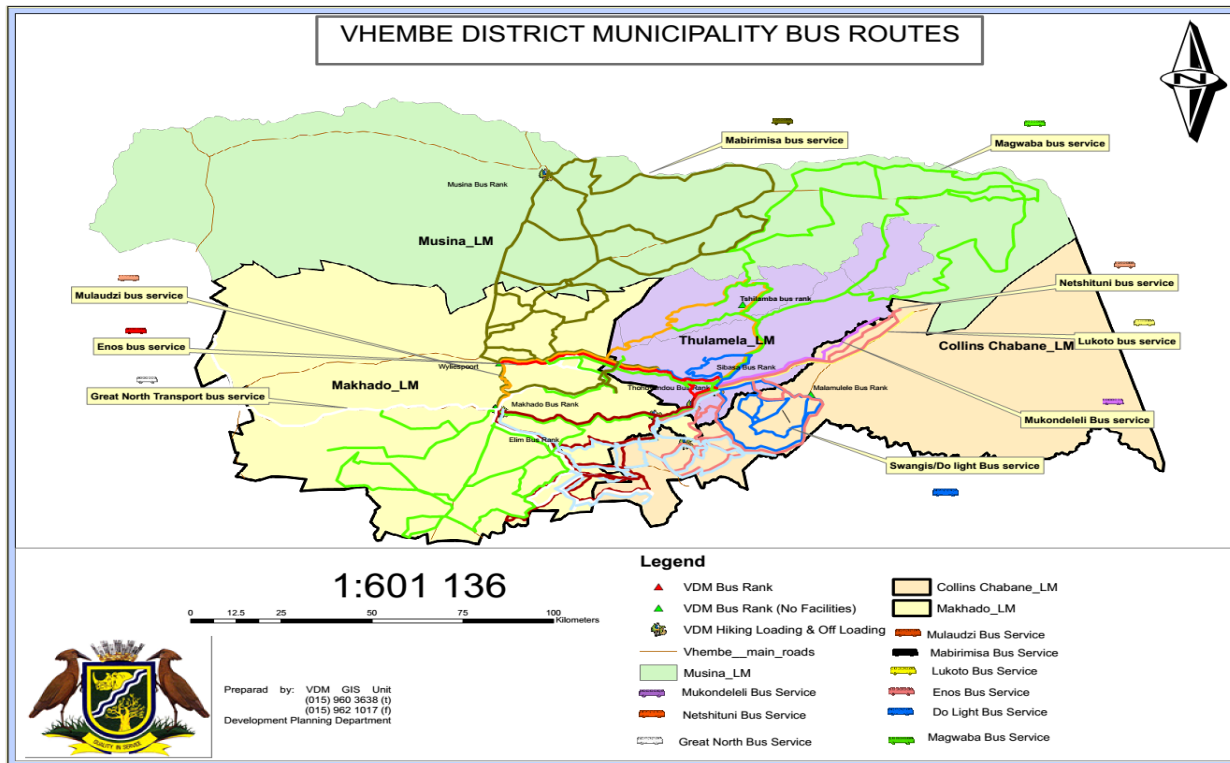 VHEMBE DISTRICT MUNICIPALITY BUS ROUTES
N
Mabirimisa bus service
Magwaba bus service
Musina Bus Rank
Musina_LM
Mulaudzi bus service
Netshituni bus service
Tshilamba bus rank
Enos bus service
Thulamela_LM
Collins Chabane_LM
Lukoto bus service
Wyliespoort
Sibasa Bus Rank
Makhado_LM
Malamulele Bus Rank
Great North Transport bus service
Makhado Bus Rank
Mukondeleli Bus service
Elim Bus Rank
Swangis/Do light Bus service
1:601 136
0 12.5 25 50 75 100
Kilometers
Preparad by: VDM GIS Unit
(015) 960 3638 (t)
(015) 962 1017 (f)
Development Planning Department
Legend
VDM Bus Rank
VDM Bus Rank (No Facilities)
VDM Hiking Loading & Off Loading
Vhembe__main_roads
Musina_LM
Mukondeleli Bus Service
Netshituni Bus Service
Great North Bus Service
Collins Chabane_LM
Makhado_LM
Mulaudzi Bus Service
Mabirimisa Bus Service
Lukoto Bus Service
Enos Bus Service
Do Light Bus Service
Magwaba Bus Service